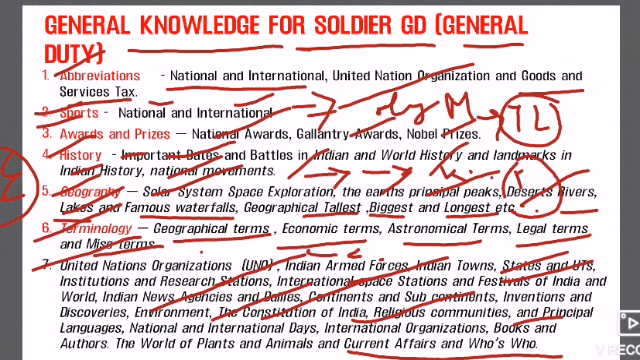 GENERAL KNOWLEDGE FOR SOLDIER GD (GENERAL
DUTY)
1. Abbreviations - National and International, United Nation Organization and Goods and
Services Tax.
2. Sports - National and International
3. Awards and Prizes – National Awards, Gallantry Awards, Nobel Prizes.
4. History - Important Dates and Battles in Indian and World History and landmarks in
Indian History, national movements.
5. Geography – Solar System Space Exploration, the earths principal peaks, Deserts Rivers,
Lakes and Famous waterfalls, Geographical Tallest, Biggest and Longest etc.
6. Terminology – Geographical terms, Economic terms, Astronomical Terms, Legal terms
and Misc terms.
7. United Nations Organizations (UNO), Indian Armed Forces, Indian Towns, States and UTS,
Institutions and Research Stations, International Space Stations and Festivals of India and
World, Indian News Agencies and Dailies, Continents and Sub continents, Inventions and
Discoveries, Environment, The Constitution of India, Religious communities, and Principal
Languages, National and International Days, International Organizations, Books and
Authors. The World of Plants and Animals and Current Affairs and Who's Who.